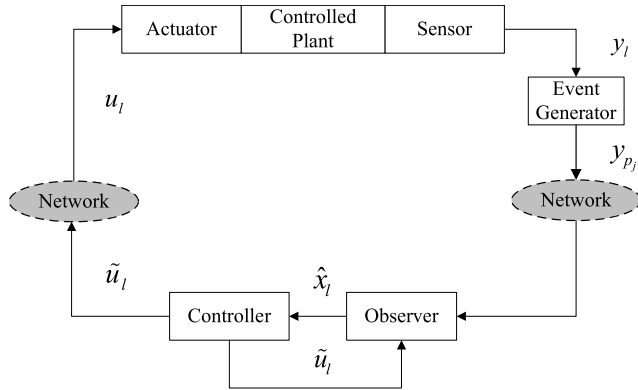 Actuator
Controlled
Plant
Sensor
y_l
u_l
Event
Generator
y_{p_j}
Network
Network
ũ_l
x̂_l
Controller
Observer
ũ_l